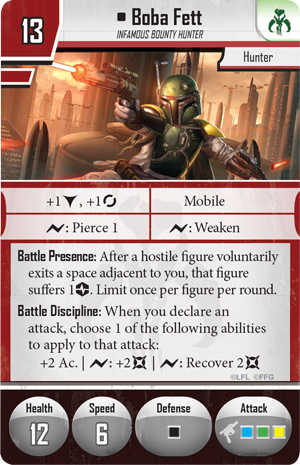 13
Boba Fett
INFAMOUS BOUNTY HUNTER
Hunter
+1, +1
Mobile
: Pierce 1
: Weaken
Battle Presence: After a hostile figure voluntarily
exits a space adjacent to you, that figure
suffers 1. Limit once per figure per round.
Battle Discipline: When you declare an
attack, choose 1 of the following abilities
to apply to that attack:
+2 Ac. | : +2 | : Recover 2
©LFL ©FFG
Health
Speed
Defense
Attack
12
6